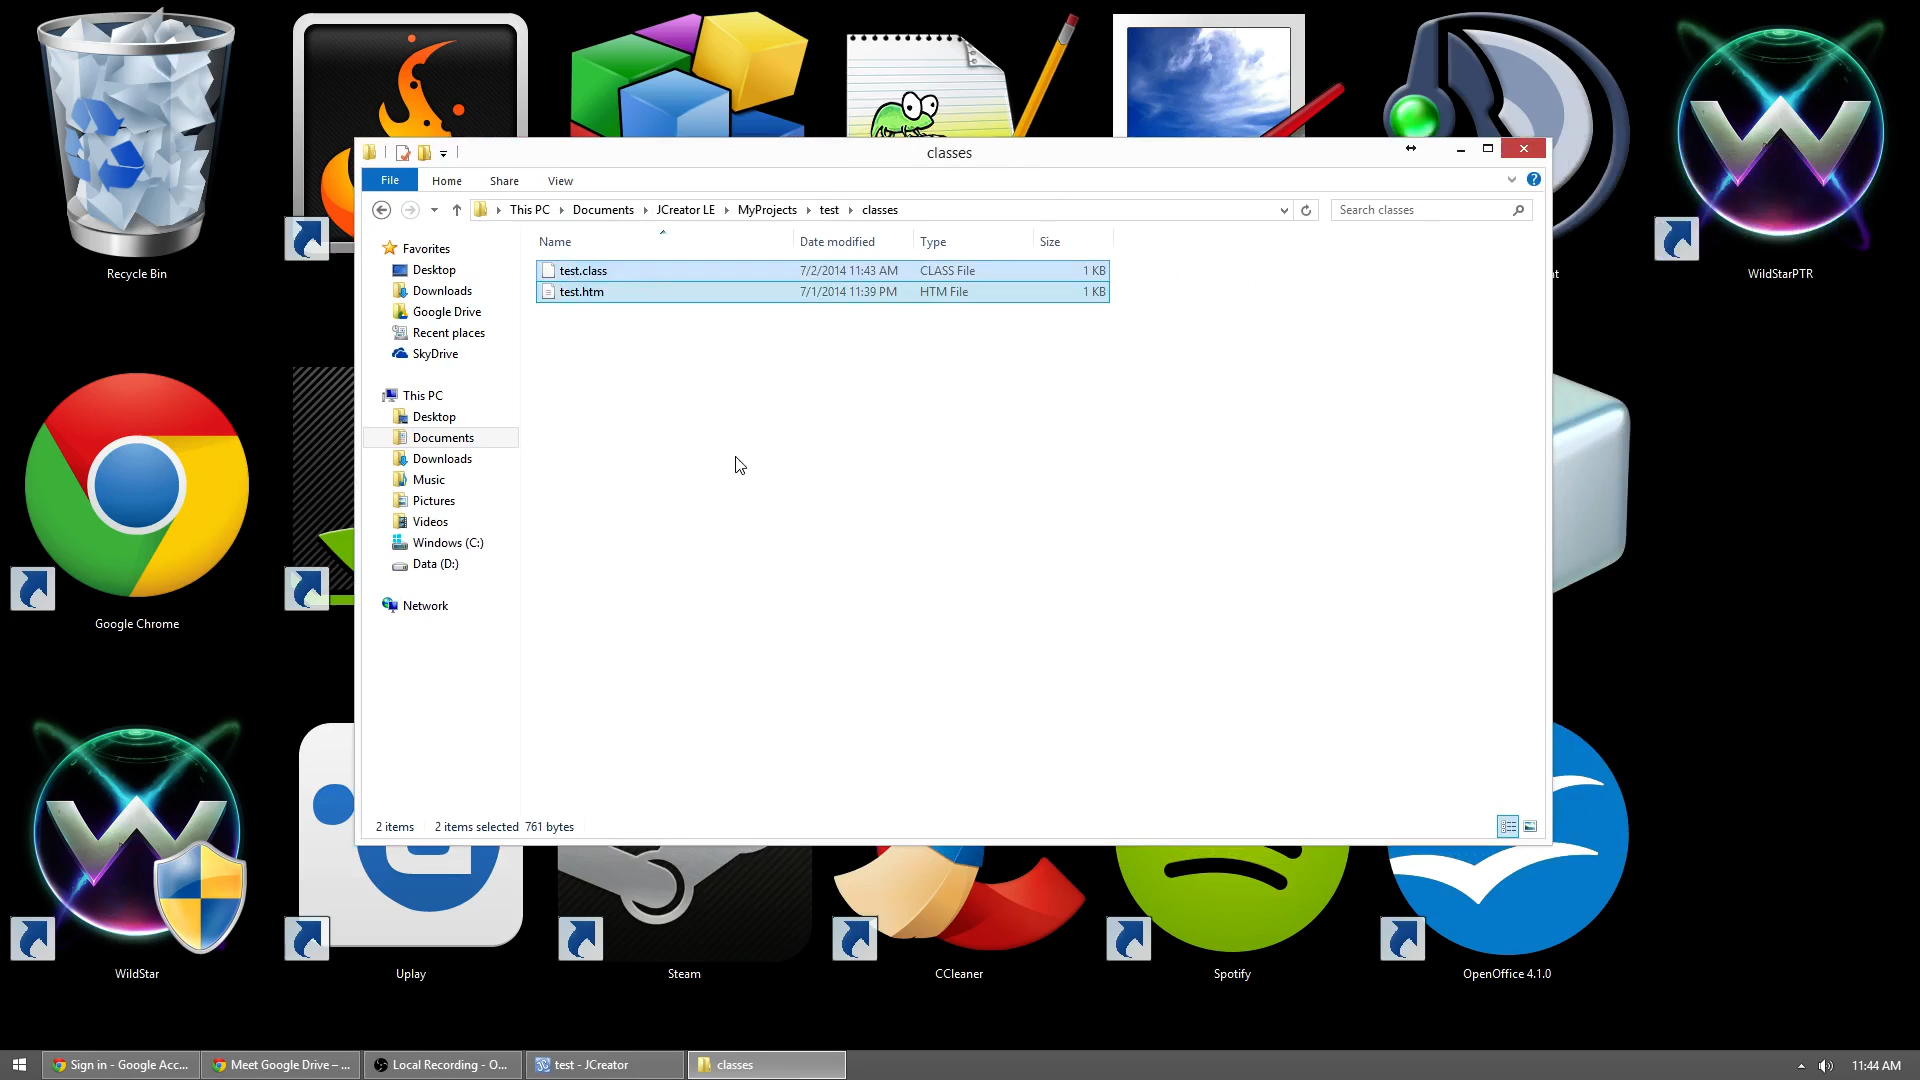 classes
File
Home
Share
View
This PC
Documents
JCreator LE
MyProjects
test
classes
Search classes
Name
Date modified
Type
Size
test.class
7/2/2014 11:43 AM
CLASS File
1 KB
test.htm
7/1/2014 11:39 PM
HTM File
1 KB
Favorites
Desktop
Downloads
Google Drive
Recent places
SkyDrive
This PC
Desktop
Documents
Downloads
Music
Pictures
Videos
Windows (C:)
Data (D:)
Network
2 items
2 items selected 761 bytes
Recycle Bin
WildStarPTR
Google Chrome
WildStar
Uplay
Steam
CCleaner
Spotify
OpenOffice 4.1.0
Sign in - Google Acc...
Meet Google Drive – ...
Local Recording - O...
test - JCreator
classes
11:44 AM